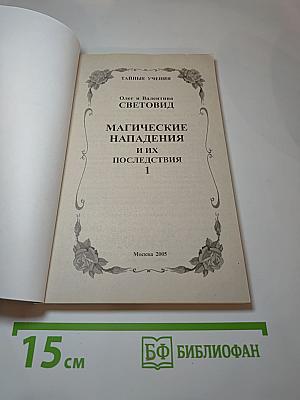 ТАЙНЫЕ УЧЕНИЯ
Олег и Валентина
СВЕТОВИД
МАГИЧЕСКИЕ
НАПАДЕНИЯ
И ИХ
ПОСЛЕДСТВИЯ
1
Москва 2005
15 см
БФ БИБЛИОФАН